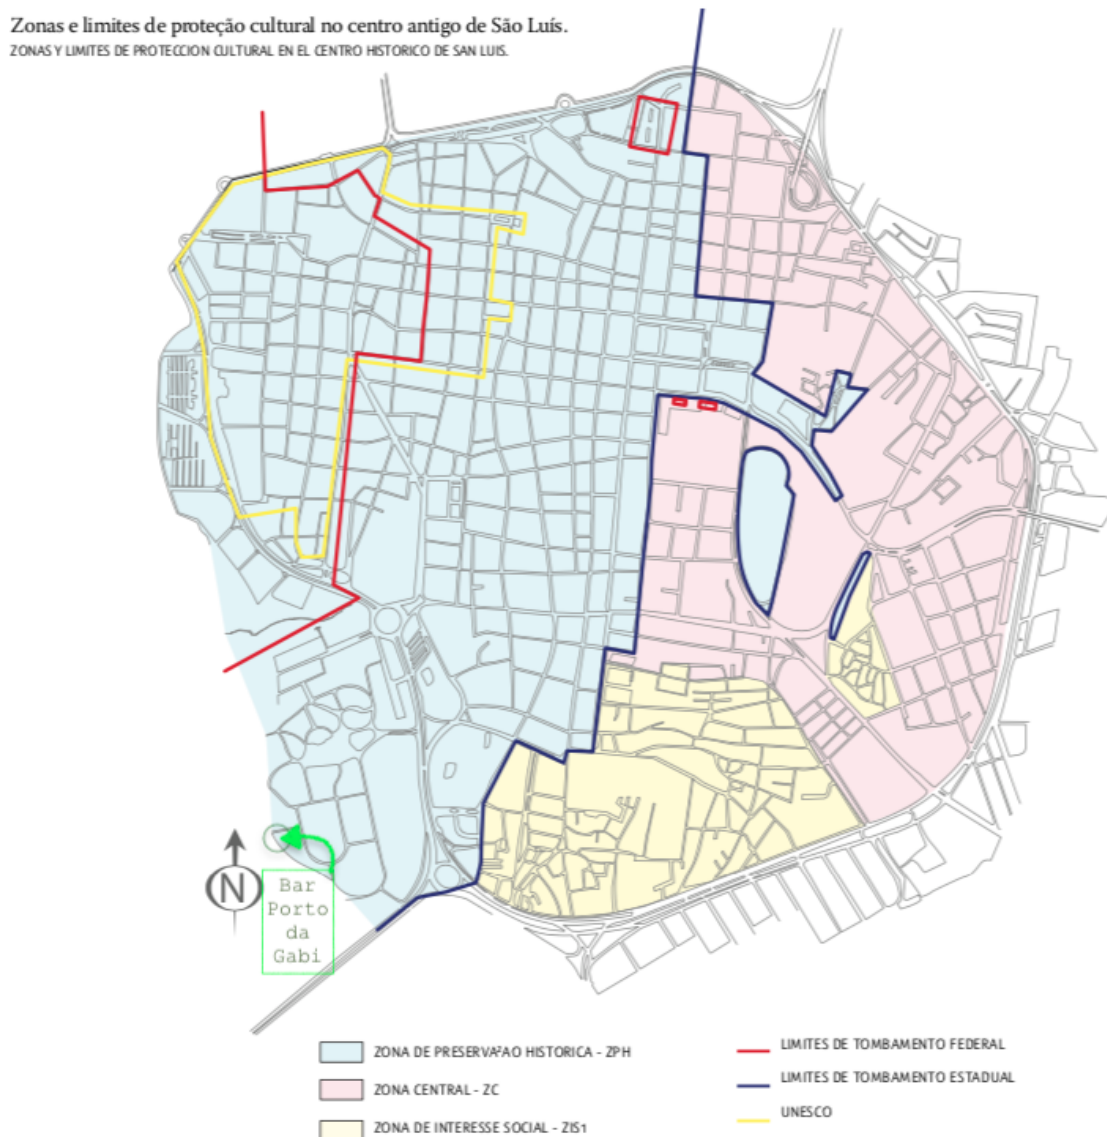 Zonas e limites de proteção cultural no centro antigo de São Luís.
ZONAS Y LIMITES DE PROTECCION CULTURAL EN EL CENTRO HISTORICO DE SAN LUIS.
N
Bar
Porto
da
Gabi
ZONA DE PRESERVA²AO HISTORICA - ZPH
ZONA CENTRAL - ZC
ZONA DE INTERESSE SOCIAL - ZIS1
LIMITES DE TOMBAMENTO FEDERAL
LIMITES DE TOMBAMENTO ESTADUAL
UNESCO